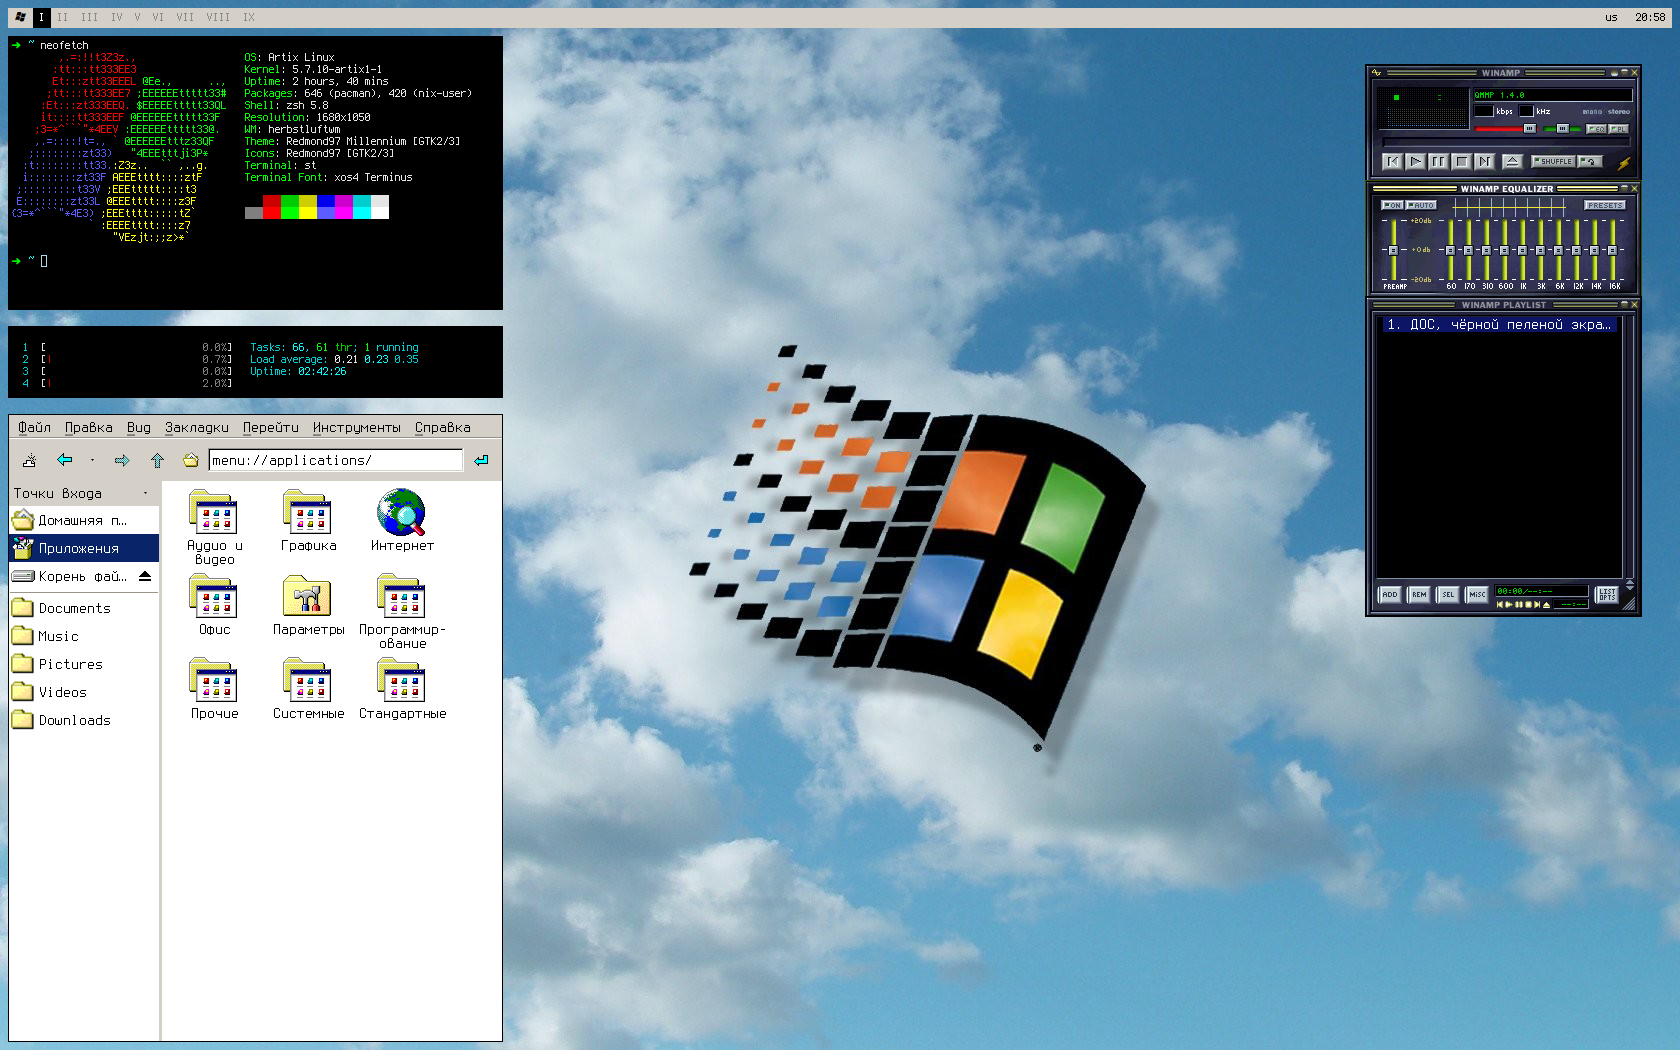 I II III IV V VI VII VIII IX
us 20:58
➜ ~ neofetch
OS: Artix Linux
Kernel: 5.7.10-artix1-1
Uptime: 2 hours, 40 mins
Packages: 646 (pacman), 420 (nix-user)
Shell: zsh 5.8
Resolution: 1680x1050
WM: herbstluftwm
Theme: Redmond97 Millennium [GTK2/3]
Icons: Redmond97 [GTK2/3]
Terminal: st
Terminal Font: xos4 Terminus
➜ ~
1 [ 0.0%]
2 [| 0.7%]
3 [ 0.0%]
4 [| 2.0%]
Tasks: 66, 61 thr; 1 running
Load average: 0.21 0.23 0.35
Uptime: 02:42:26
Файл Правка Вид Закладки Перейти Инструменты Справка
menu://applications/
Точки входа
Домашняя п…
Приложения
Корень фай…
Documents
Music
Pictures
Videos
Downloads
Аудио и
видео
Графика
Интернет
Офис
Параметры
Программир-
ование
Прочие
Системные
Стандартные
WINAMP
QMMP 1.4.0
kbps kHz mono stereo
EQ PL
SHUFFLE
WINAMP EQUALIZER
ON AUTO PRESETS
+20db
+0db
-20db
PREAMP 60 170 310 600 1K 3K 6K 12K 14K 16K
WINAMP PLAYLIST
1. ДОС, чёрной пеленой экра…
ADD REM SEL MISC
00:00/--:--
--:--
LIST
OPTS